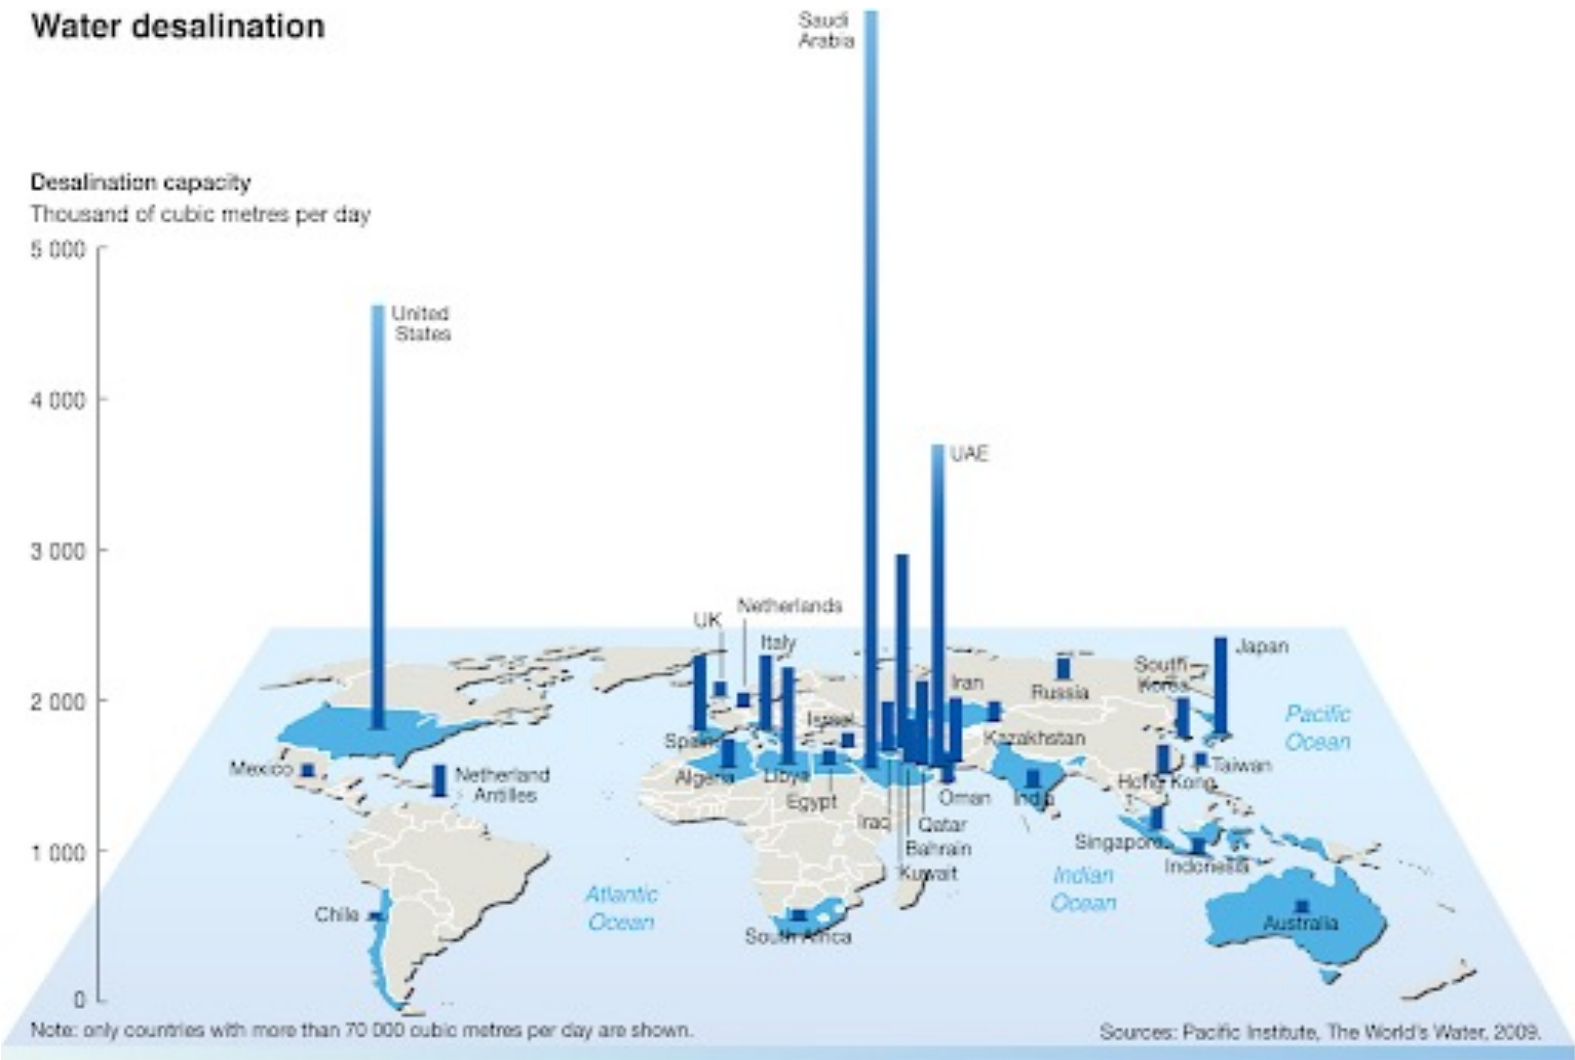 Water desalination
Saudi
Arabia
Desalination capacity
Thousand of cubic metres per day
5 000
4 000
3 000
2 000
1 000
0
United
States
UAE
Netherlands
UK
Italy
Japan
South
Korea
Iran
Russia
Israel
Spain
Kazakhstan
Pacific
Ocean
Mexico
Netherland
Antilles
Algeria
Libya
Egypt
Taiwan
Hong Kong
Oman
India
Iraq
Qatar
Bahrain
Kuwait
Singapore
Indonesia
Atlantic
Ocean
Indian
Ocean
Chile
South Africa
Australia
Note: only countries with more than 70 000 cubic metres per day are shown.
Sources: Pacific Institute, The World's Water, 2009.